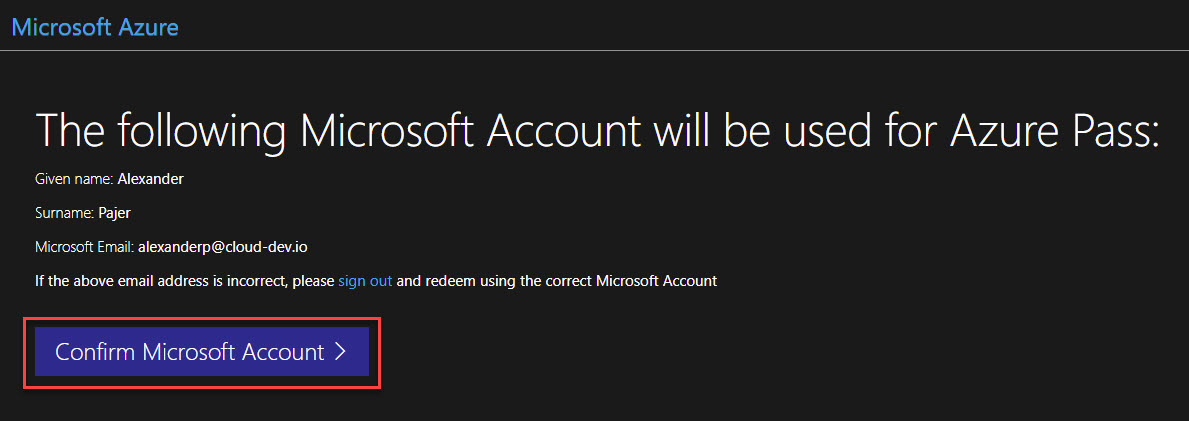 Microsoft Azure
The following Microsoft Account will be used for Azure Pass:
Given name: Alexander
Surname: Pajer
Microsoft Email: alexanderp@cloud-dev.io
If the above email address is incorrect, please sign out and redeem using the correct Microsoft Account
Confirm Microsoft Account >